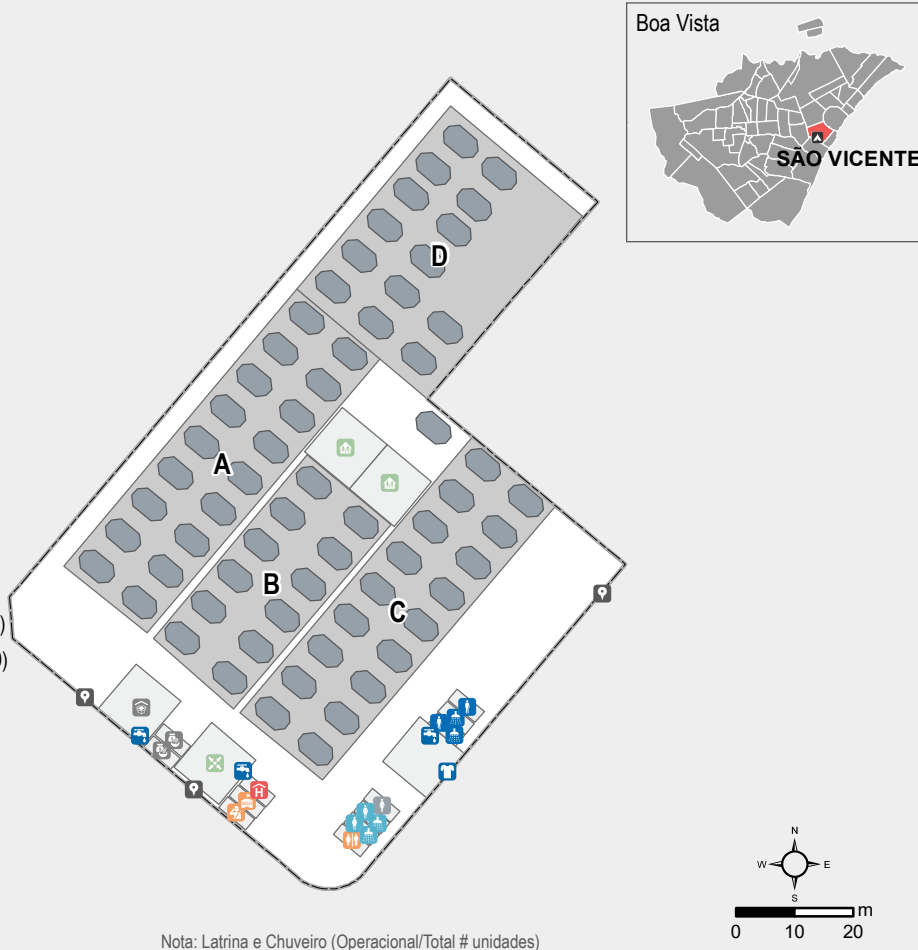 Boa Vista
SÃO VICENTE
D
A
B
C
)
)
N
W E
S
m
0 10 20
Nota: Latrina e Chuveiro (Operacional/Total # unidades)